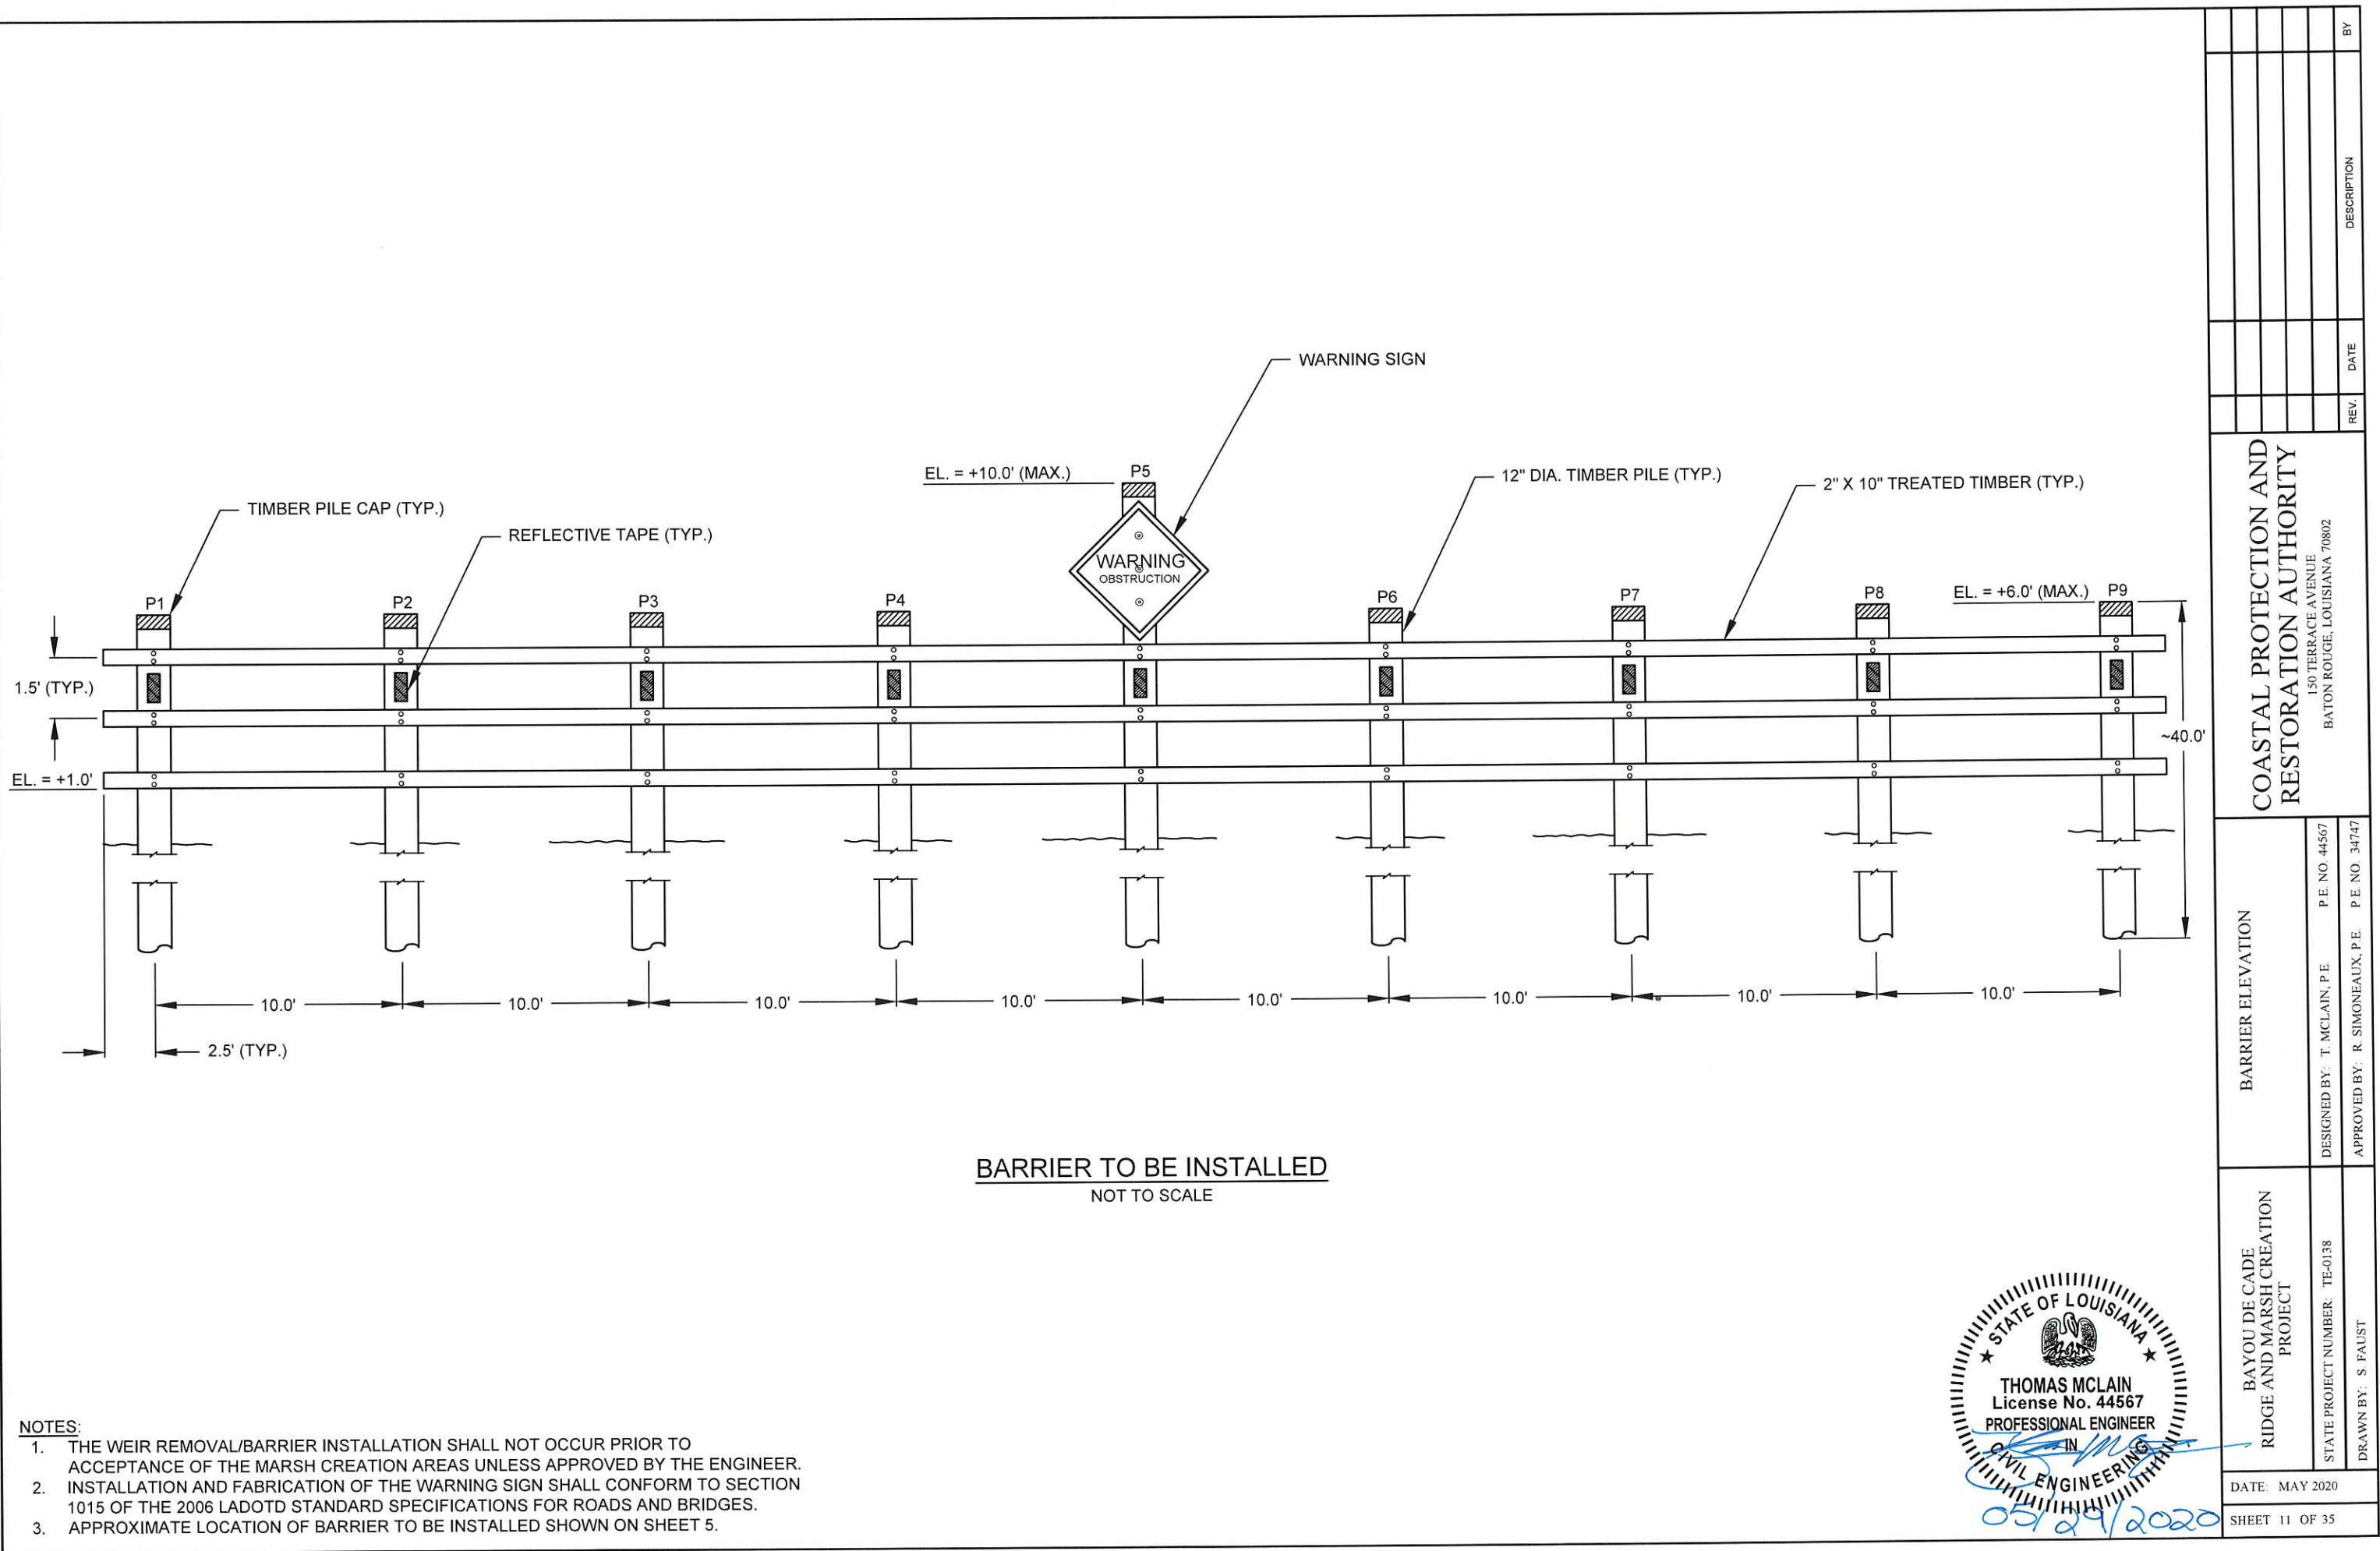 WARNING SIGN
EL. = +10.0' (MAX.)
P5
12" DIA. TIMBER PILE (TYP.)
2" X 10" TREATED TIMBER (TYP.)
TIMBER PILE CAP (TYP.)
REFLECTIVE TAPE (TYP.)
WARNING
OBSTRUCTION
P1
P2
P3
P4
P6
P7
P8
EL. = +6.0' (MAX.)
P9
1.5' (TYP.)
EL. = +1.0'
~40.0'
10.0'
10.0'
10.0'
10.0'
10.0'
10.0'
10.0'
10.0'
2.5' (TYP.)
BARRIER TO BE INSTALLED
NOT TO SCALE
NOTES:
1. THE WEIR REMOVAL/BARRIER INSTALLATION SHALL NOT OCCUR PRIOR TO
ACCEPTANCE OF THE MARSH CREATION AREAS UNLESS APPROVED BY THE ENGINEER.
2. INSTALLATION AND FABRICATION OF THE WARNING SIGN SHALL CONFORM TO SECTION
1015 OF THE 2006 LADOTD STANDARD SPECIFICATIONS FOR ROADS AND BRIDGES.
3. APPROXIMATE LOCATION OF BARRIER TO BE INSTALLED SHOWN ON SHEET 5.
STATE OF LOUISIANA
THOMAS MCLAIN
License No. 44567
PROFESSIONAL ENGINEER
IN
CIVIL ENGINEERING
05/29/2020
REV.
DATE
DESCRIPTION
BY
COASTAL PROTECTION AND
RESTORATION AUTHORITY
150 TERRACE AVENUE
BATON ROUGE, LOUISIANA 70802
BARRIER ELEVATION
DESIGNED BY: T. MCLAIN, P.E. P.E. NO. 44567
APPROVED BY: R. SIMONEAUX, P.E. P.E. NO. 34747
BAYOU DE CADE
RIDGE AND MARSH CREATION
PROJECT
STATE PROJECT NUMBER: TE-0138
DRAWN BY: S. FAUST
DATE: MAY 2020
SHEET 11 OF 35